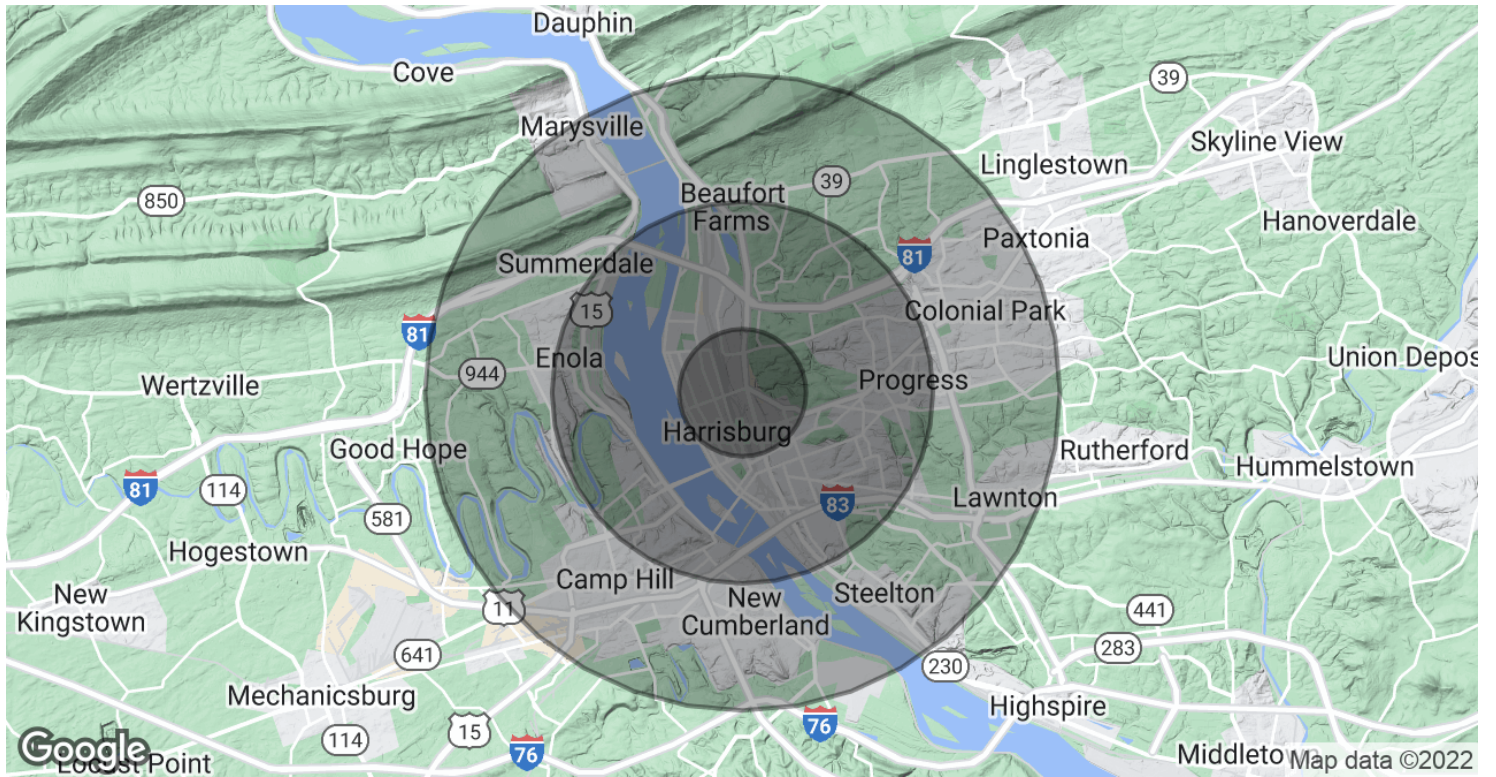 Dauphin
Cove
39
Marysville
Skyline View
Linglestown
39
850
Beaufort
Farms
Hanoverdale
Paxtonia
81
Summerdale
15
Colonial Park
81
Enola
Union Depos
944
Progress
Wertzville
Harrisburg
Good Hope
Rutherford
Hummelstown
81
114
83
Lawnton
581
Hogestown
Camp Hill
New
Kingstown
11
New
Cumberland
Steelton
441
641
283
230
Mechanicsburg
Highspire
15
114
76
76
Google
Locust Point
Middleto
Map data ©2022